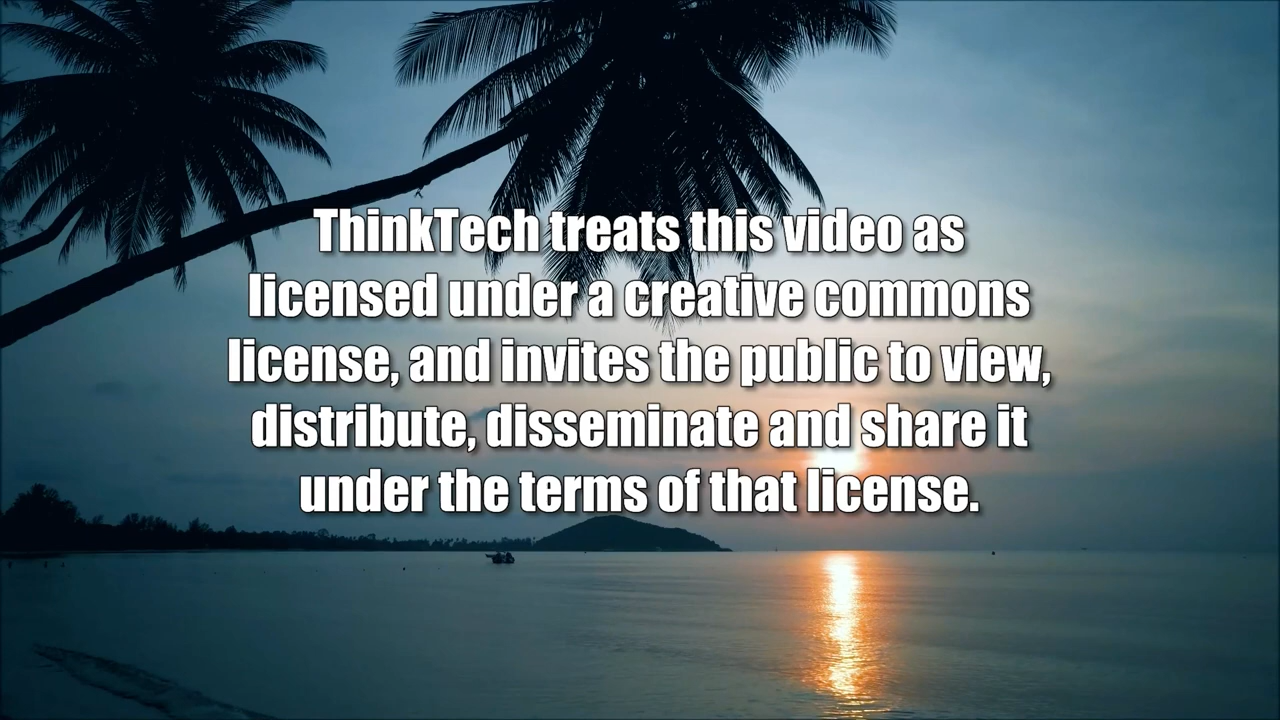 ThinkTech treats this video as
licensed under a creative commons
license, and invites the public to view,
distribute, disseminate and share it
under the terms of that license.